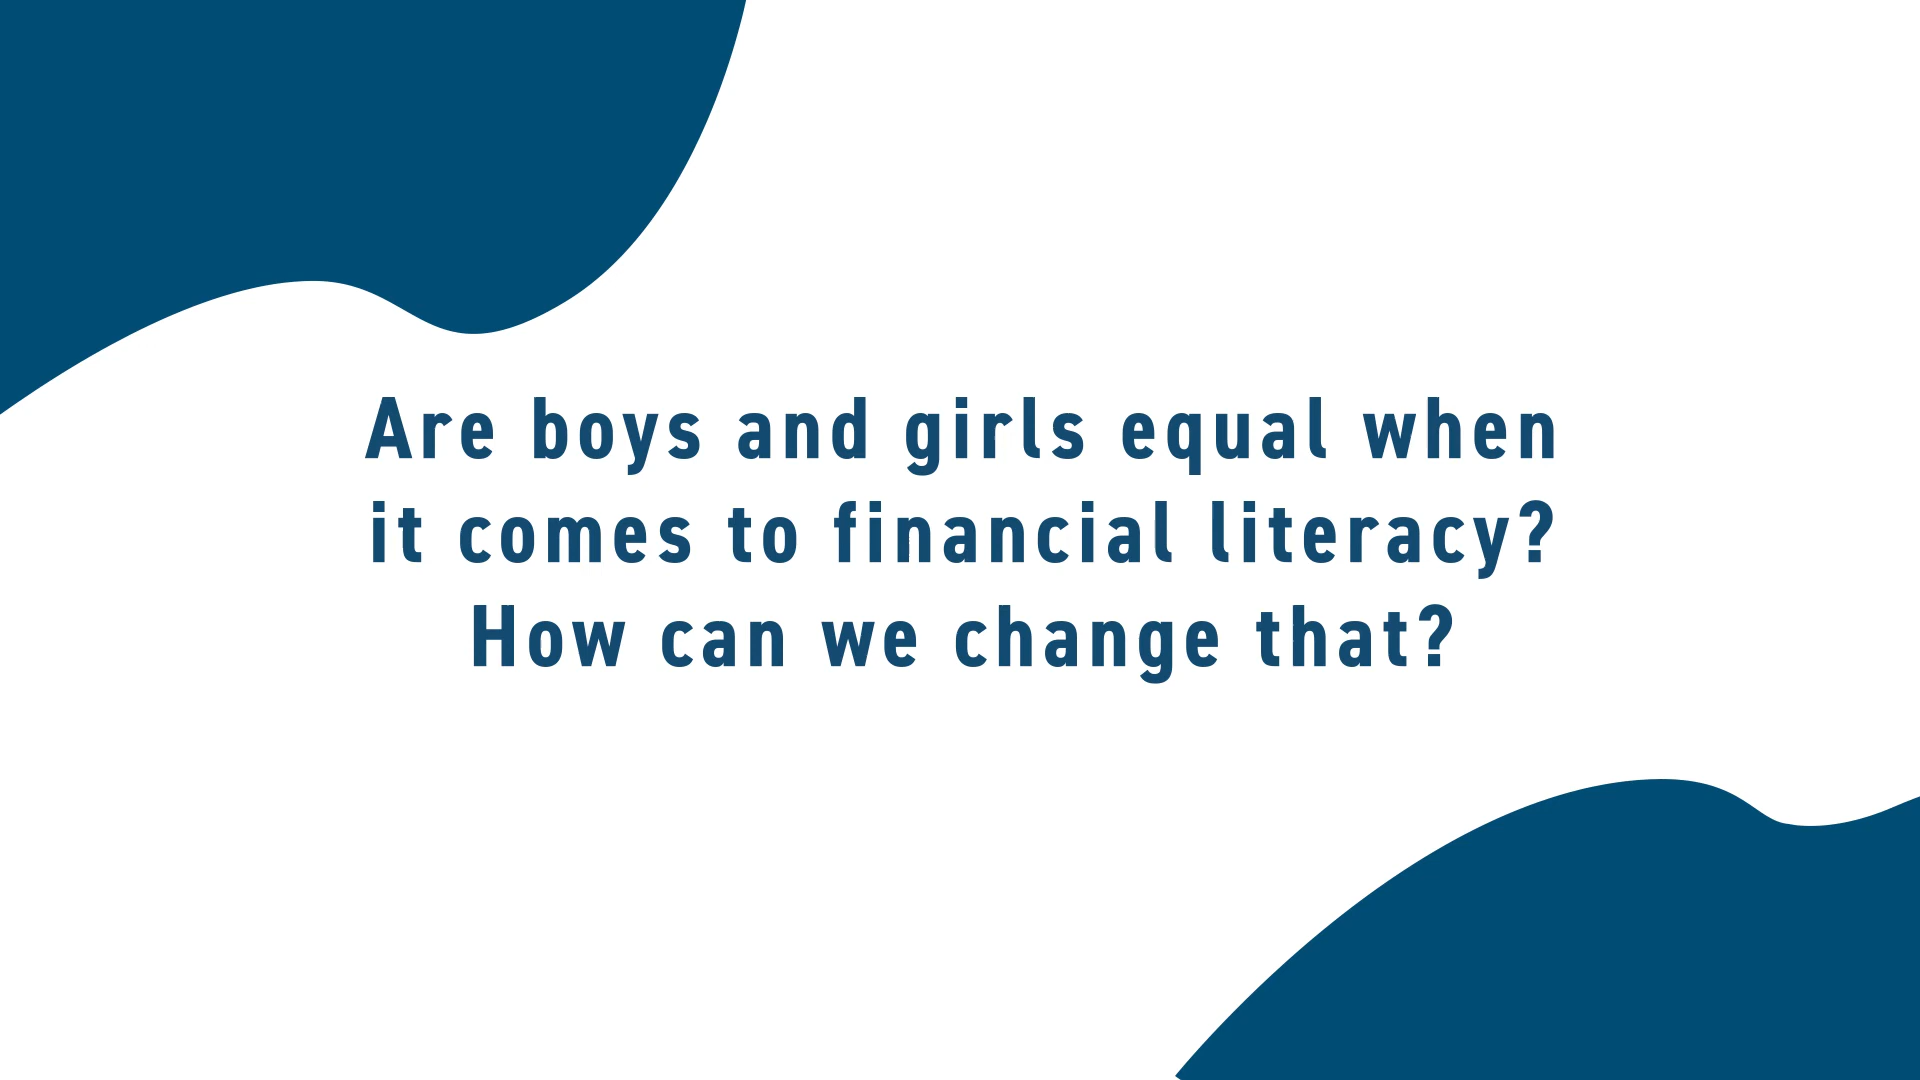 Are boys and girls equal when
it comes to financial literacy?
How can we change that?